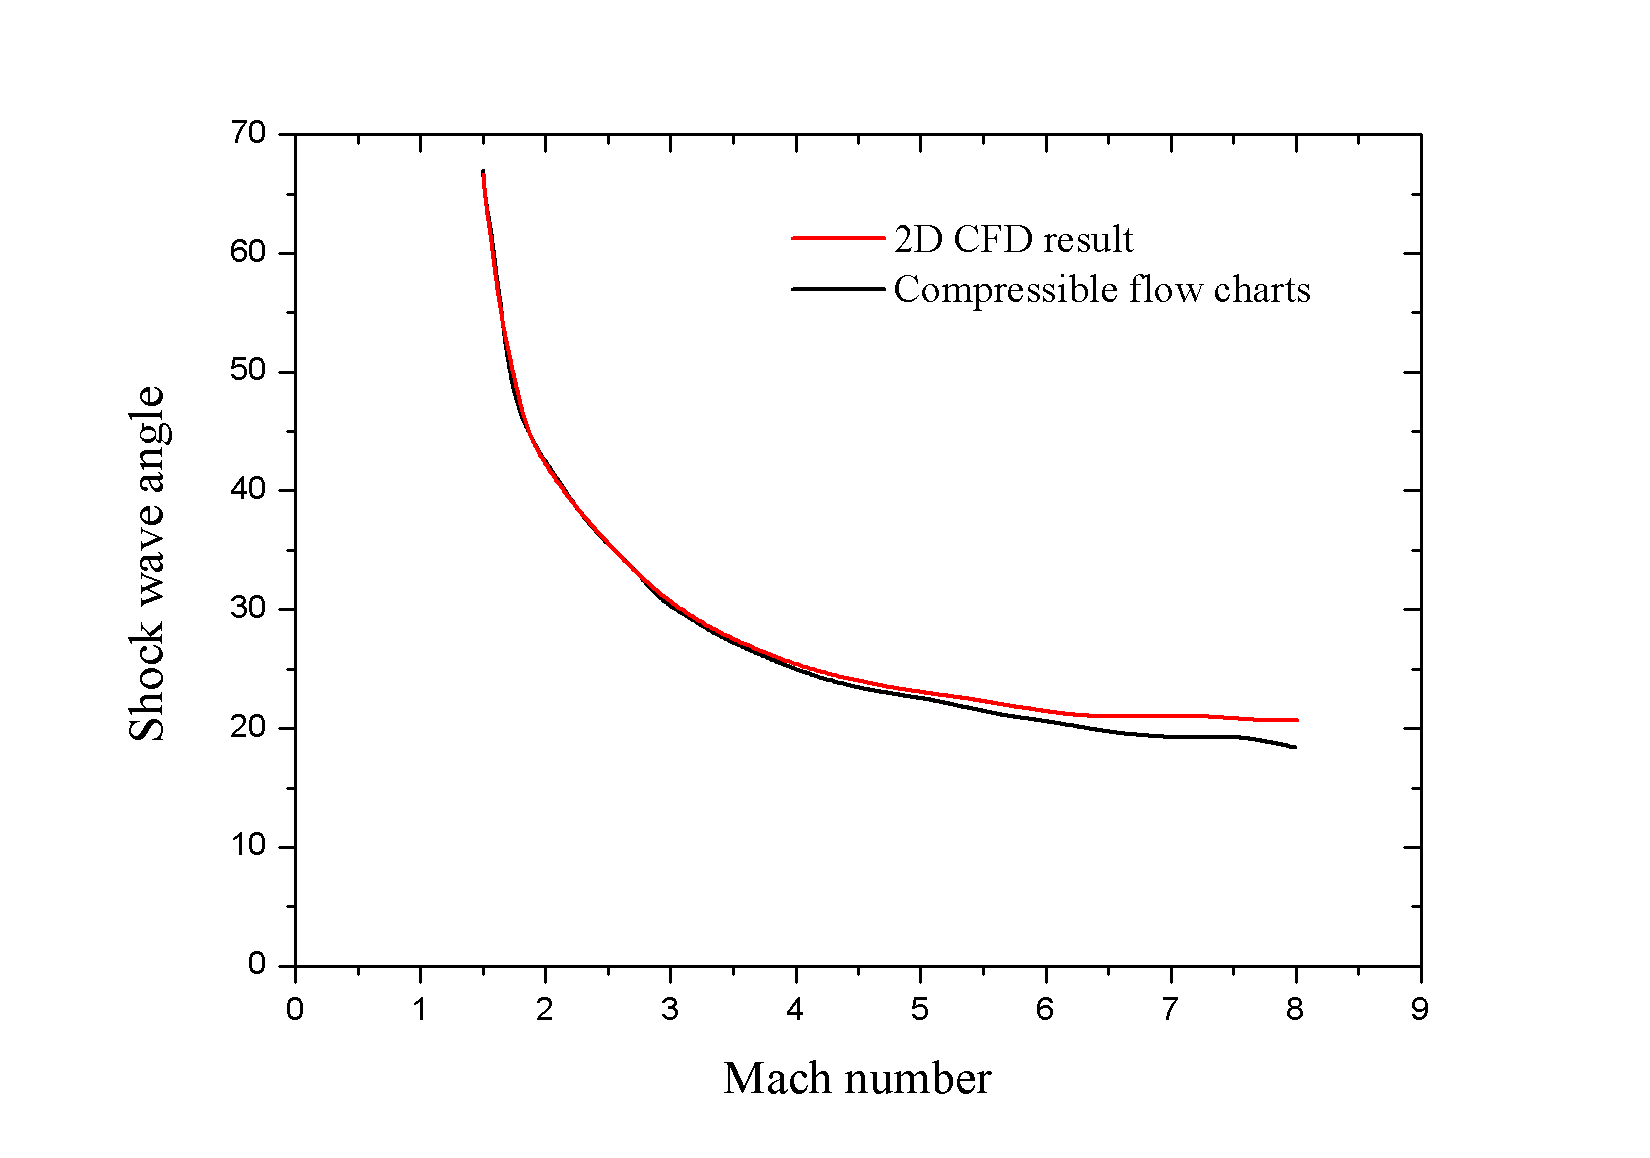 70
60
50
40
30
20
10
0
0 1 2 3 4 5 6 7 8 9
Shock wave angle
Mach number
2D CFD result
Compressible flow charts